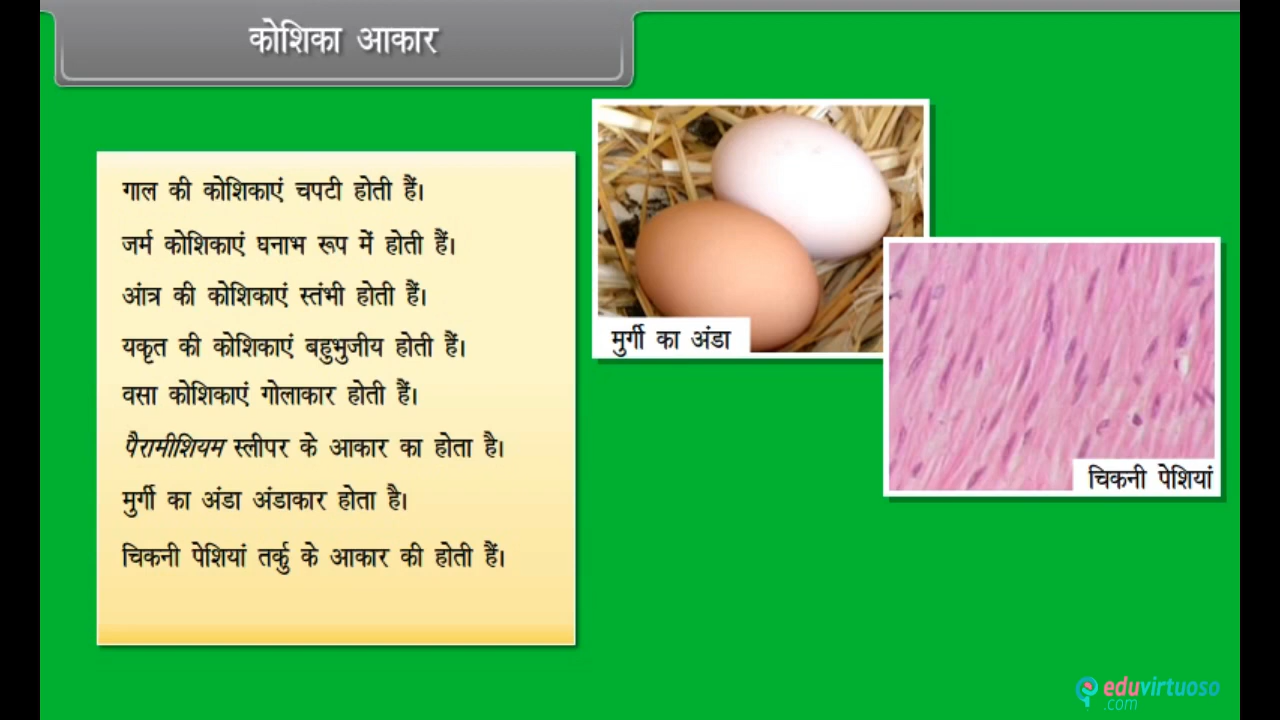 कोशिका आकार
गाल की कोशिकाएं चपटी होती हैं।
जर्म कोशिकाएं घनाभ रूप में होती हैं।
आंत्र की कोशिकाएं स्तंभी होती हैं।
यकृत की कोशिकाएं बहुभुजीय होती हैं।
वसा कोशिकाएं गोलाकार होती हैं।
पैरामीशियम स्लीपर के आकार का होता है।
मुर्गी का अंडा अंडाकार होता है।
चिकनी पेशियां तर्कु के आकार की होती हैं।
मुर्गी का अंडा
चिकनी पेशियां
eduvirtuoso
.com